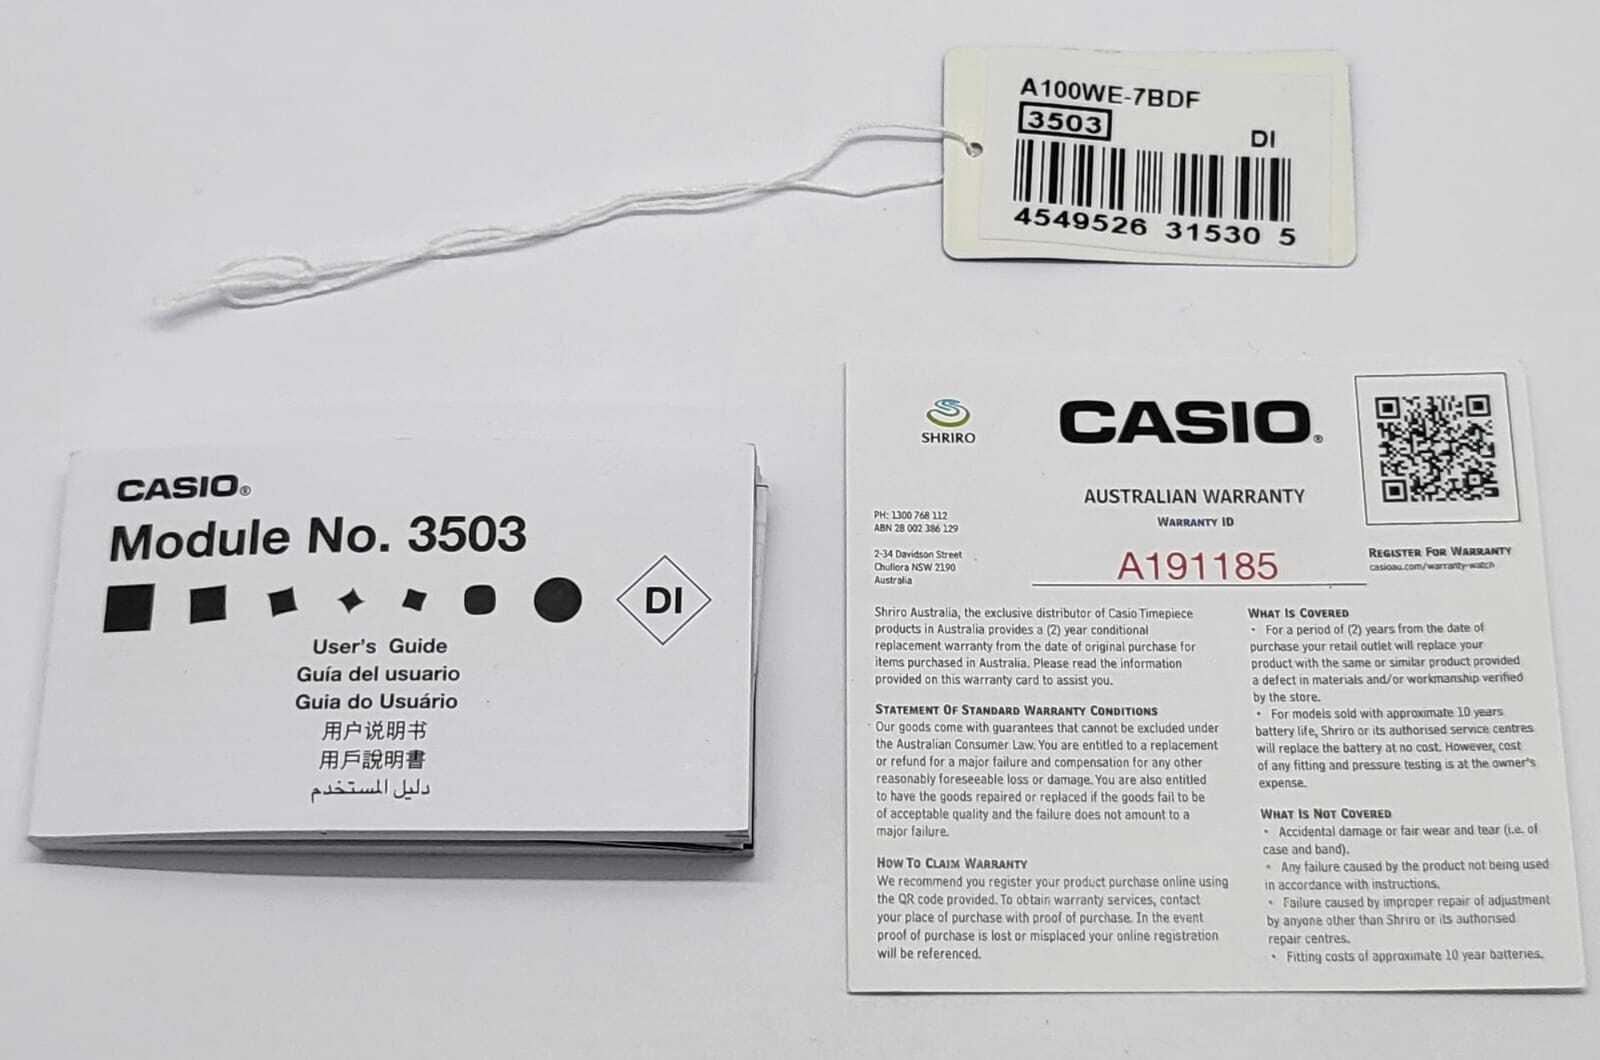 A100WE-7BDF
3503
DI
4549526 31530 5
CASIO®
Module No. 3503
DI
User's Guide
Guía del usuario
Guia do Usuário
用户说明书
用戶說明書
دليل المستخدم
SHRIRO
CASIO®
AUSTRALIAN WARRANTY
WARRANTY ID
A191185
PH: 1300 768 112
ABN 28 002 386 129
2-34 Davidson Street
Chullora NSW 2190
Australia
REGISTER FOR WARRANTY
casioau.com/warranty-watch
Shriro Australia, the exclusive distributor of Casio Timepiece
products in Australia provides a (2) year conditional
replacement warranty from the date of original purchase for
items purchased in Australia. Please read the information
provided on this warranty card to assist you.
STATEMENT OF STANDARD WARRANTY CONDITIONS
Our goods come with guarantees that cannot be excluded under
the Australian Consumer Law. You are entitled to a replacement
or refund for a major failure and compensation for any other
reasonably foreseeable loss or damage. You are also entitled
to have the goods repaired or replaced if the goods fail to be
of acceptable quality and the failure does not amount to a
major failure.
HOW TO CLAIM WARRANTY
We recommend you register your product purchase online using
the QR code provided. To obtain warranty services, contact
your place of purchase with proof of purchase. In the event
proof of purchase is lost or misplaced your online registration
will be referenced.
WHAT IS COVERED
• For a period of (2) years from the date of
purchase your retail outlet will replace your
product with the same or similar product provided
a defect in materials and/or workmanship verified
by the store.
• For models sold with approximate 10 years
battery life, Shriro or its authorised service centres
will replace the battery at no cost. However, cost
of any fitting and pressure testing is at the owner's
expense.
WHAT IS NOT COVERED
• Accidental damage or fair wear and tear (i.e. of
case and band).
• Any failure caused by the product not being used
in accordance with instructions.
• Failure caused by improper repair of adjustment
by anyone other than Shriro or its authorised
repair centres.
• Fitting costs of approximate 10 year batteries.